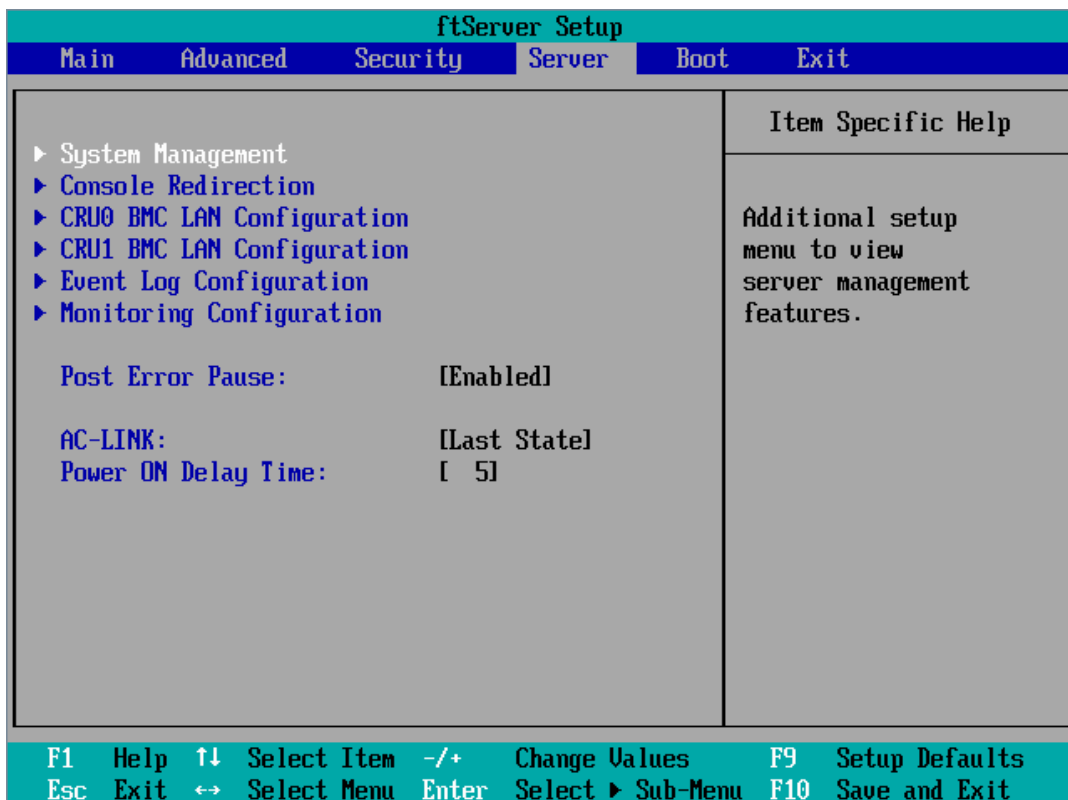 ftServer Setup
Main Advanced Security Server Boot Exit
Item Specific Help
▶ System Management
▶ Console Redirection
▶ CRU0 BMC LAN Configuration
▶ CRU1 BMC LAN Configuration
▶ Event Log Configuration
▶ Monitoring Configuration
Post Error Pause: [Enabled]
AC-LINK: [Last State]
Power ON Delay Time: [ 5]
Additional setup
menu to view
server management
features.
F1 Help ↑↓ Select Item -/+ Change Values F9 Setup Defaults
Esc Exit ↔ Select Menu Enter Select ▶ Sub-Menu F10 Save and Exit